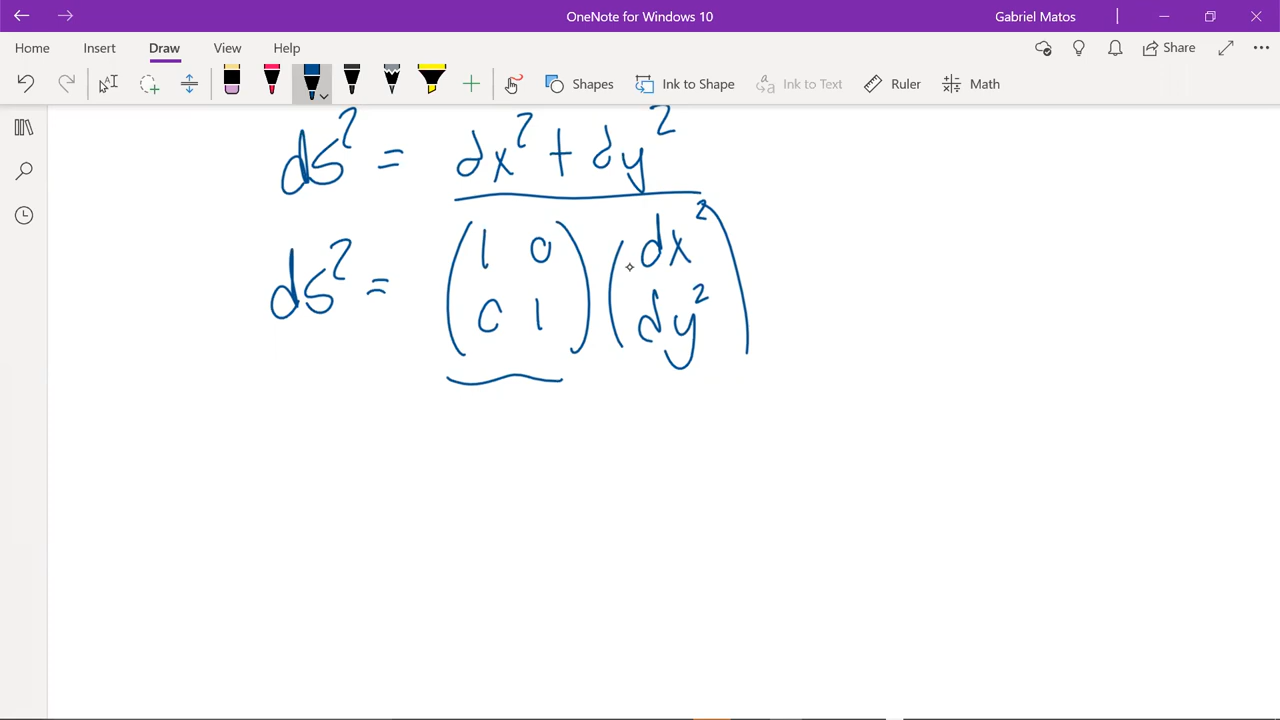 OneNote for Windows 10
Gabriel Matos
Home Insert Draw View Help
Share
Shapes Ink to Shape Ink to Text Ruler Math
ds² = dx² + dy²
ds² = (1 0) (dx²)
(0 1) (dy²)